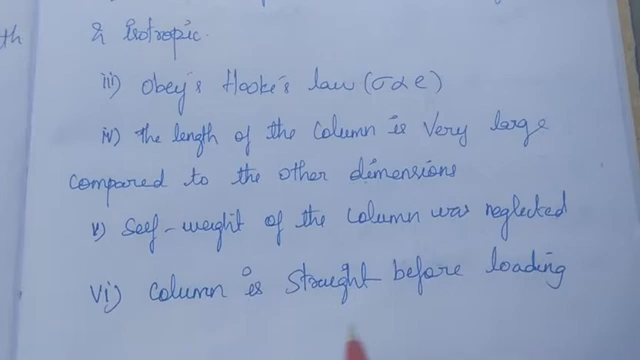 th
& isotropic.
iii) Obey's Hooke's law (σ α e)
iv) The length of the column is very large
compared to the other dimensions
v) Self-weight of the column was neglected
vi) column is straight before loading